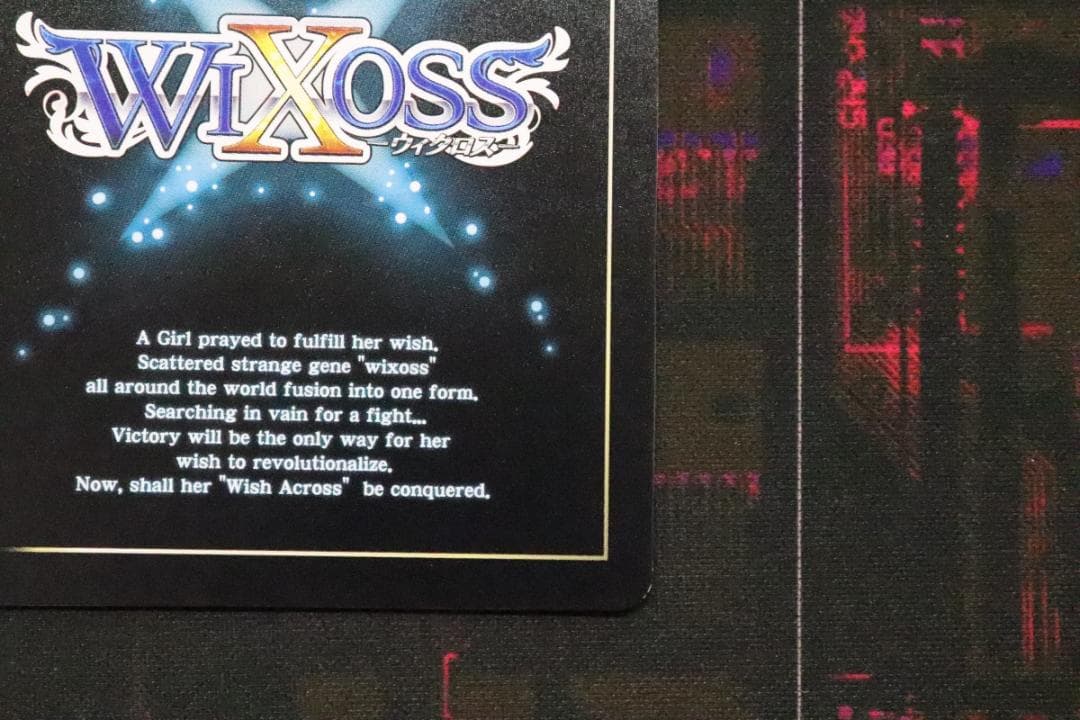 WIXOSS
ーウィクロスー
A Girl prayed to fulfill her wish.
Scattered strange gene "wixoss"
all around the world fusion into one form.
Searching in vain for a fight...
Victory will be the only way for her
wish to revolutionalize.
Now, shall her "Wish Across" be conquered.